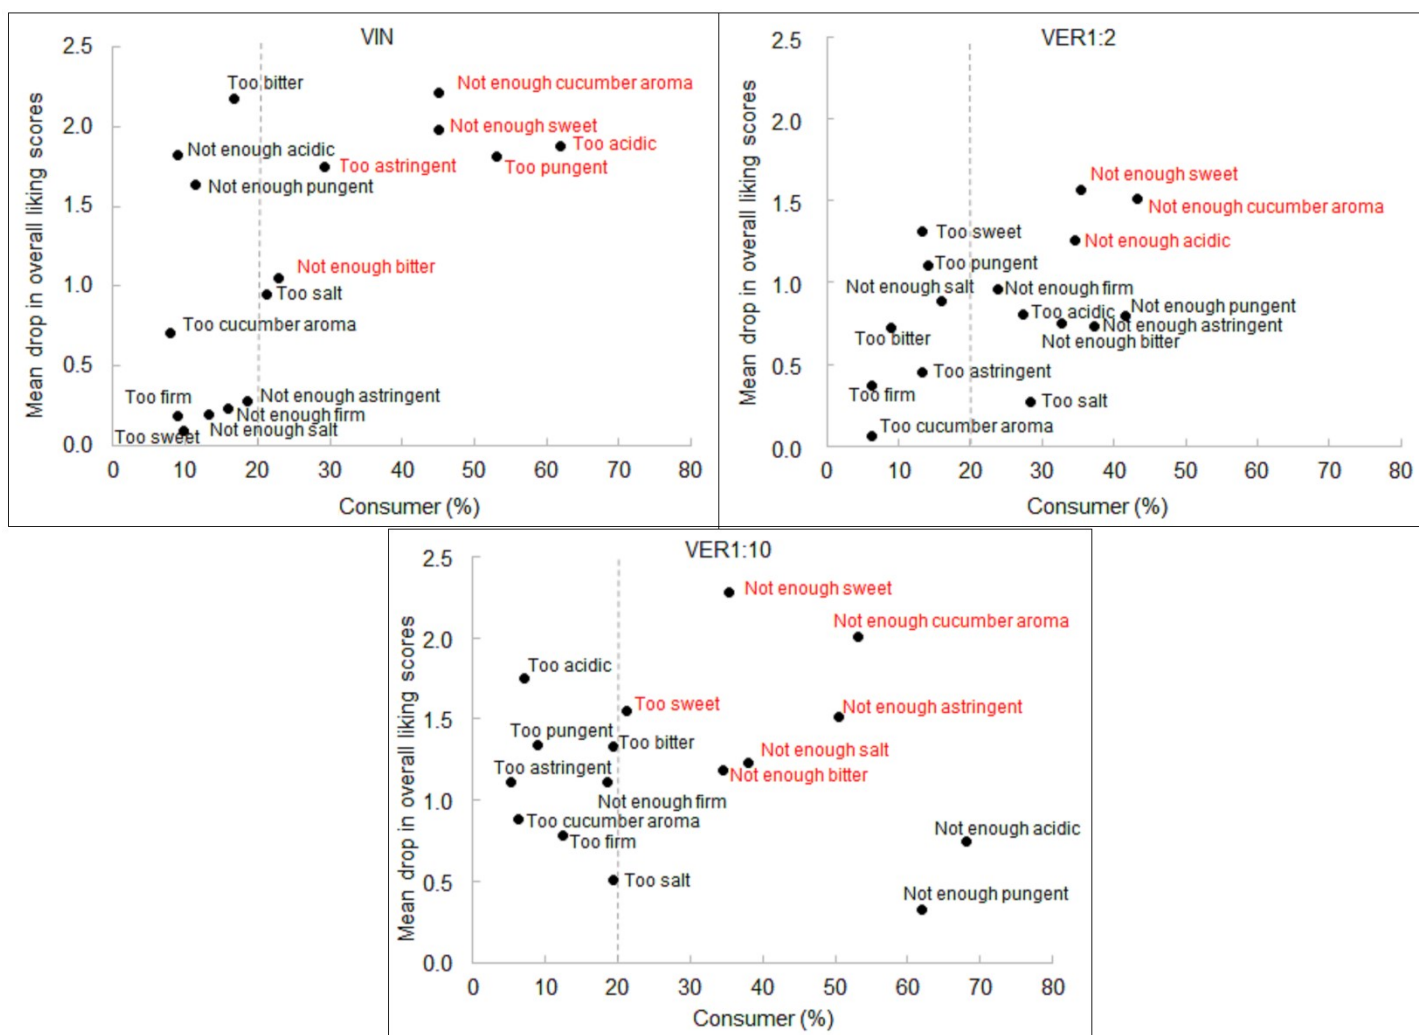 VIN
2.5
2.0
1.5
1.0
0.5
0.0
Mean drop in overall liking scores
Too bitter
Not enough cucumber aroma
Not enough sweet
Too acidic
Not enough acidic
Too astringent
Too pungent
Not enough pungent
Not enough bitter
Too salt
Too cucumber aroma
Too firm
Not enough astringent
Not enough firm
Too sweet
Not enough salt
0 10 20 30 40 50 60 70 80
Consumer (%)
VER1:2
2.5
2.0
1.5
1.0
0.5
0.0
Mean drop in overall liking scores
Not enough sweet
Not enough cucumber aroma
Too sweet
Not enough acidic
Too pungent
Not enough salt
Not enough firm
Too acidic
Not enough pungent
Not enough astringent
Too bitter
Not enough bitter
Too astringent
Too firm
Too salt
Too cucumber aroma
0 10 20 30 40 50 60 70 80
Consumer (%)
VER1:10
2.5
2.0
1.5
1.0
0.5
0.0
Mean drop in overall liking scores
Not enough sweet
Not enough cucumber aroma
Too acidic
Too sweet
Not enough astringent
Too pungent
Too bitter
Not enough salt
Too astringent
Not enough bitter
Not enough firm
Too cucumber aroma
Not enough acidic
Too firm
Too salt
Not enough pungent
0 10 20 30 40 50 60 70 80
Consumer (%)